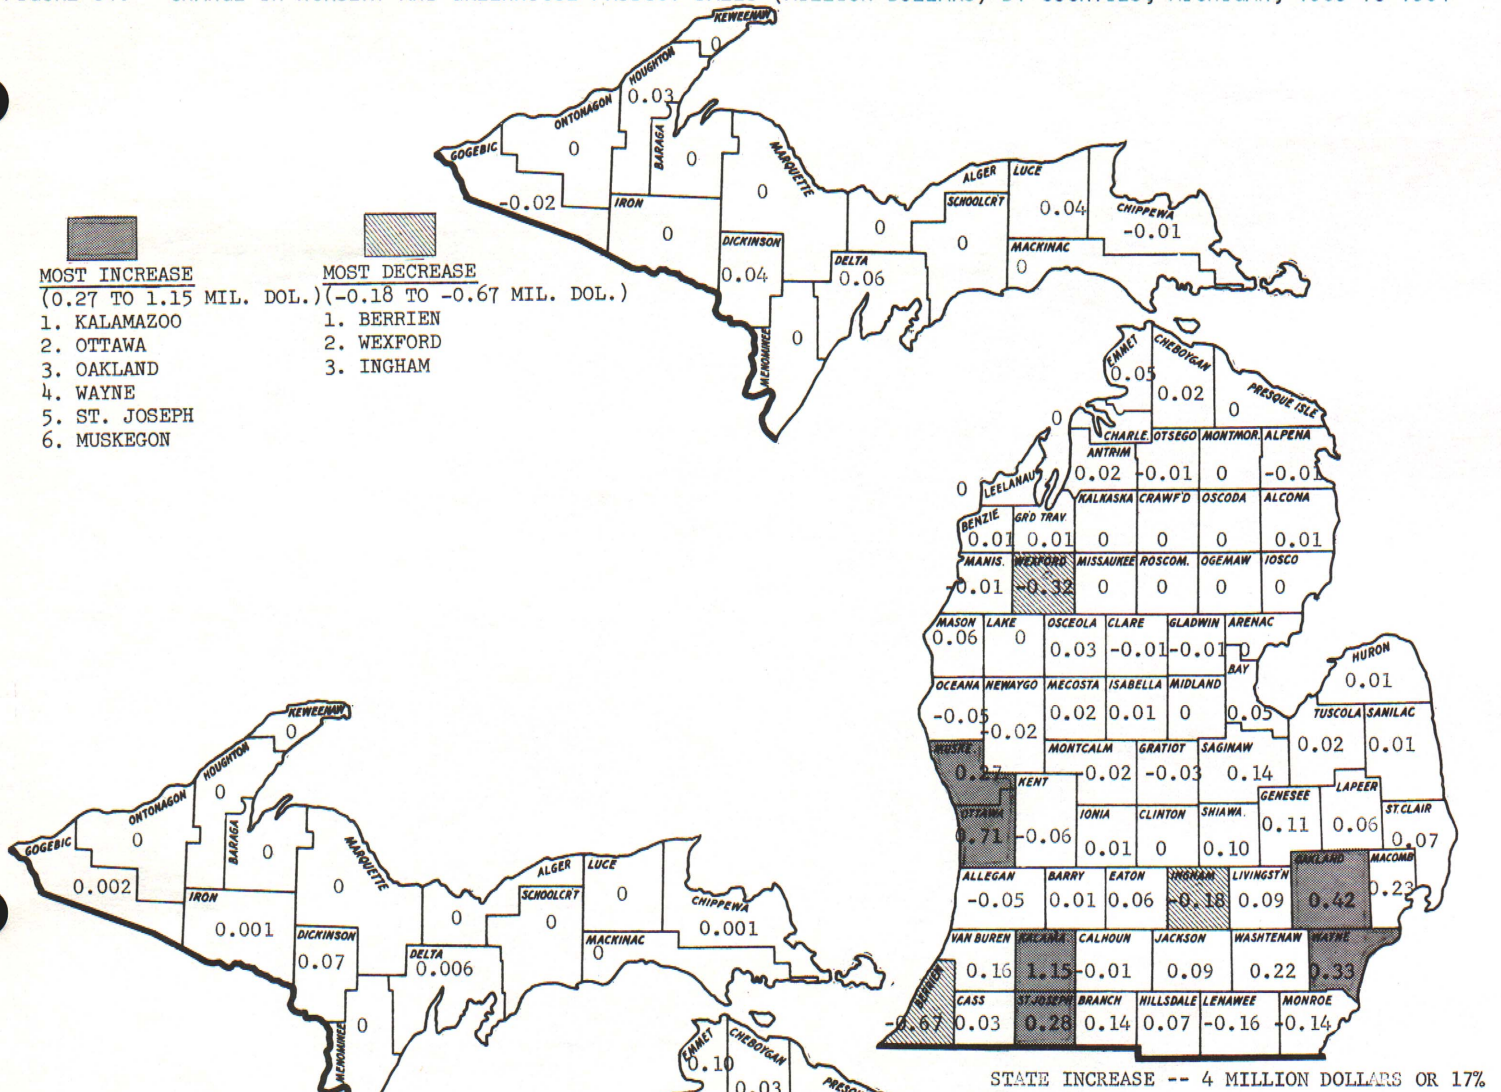 (MILLION DOLLARS) BY COUNTIES, MICHIGAN,
KEWEENAW
0
HOUGHTON
0.03
ONTONAGON
0
BARAGA
0
GOGEBIC
-0.02
MARQUETTE
0
IRON
0
ALGER
0
LUCE
0.04
SCHOOLCR'T
0
CHIPPEWA
-0.01
MACKINAC
0
DICKINSON
0.04
DELTA
0.06
MENOMINEE
0
MOST INCREASE
(0.27 TO 1.15 MIL. DOL.)
1. KALAMAZOO
2. OTTAWA
3. OAKLAND
4. WAYNE
5. ST. JOSEPH
6. MUSKEGON
MOST DECREASE
(-0.18 TO -0.67 MIL. DOL.)
1. BERRIEN
2. WEXFORD
3. INGHAM
EMMET CHEBOYGAN PRESQUE ISLE
0.05 0.02 0
0
CHARLE. OTSEGO MONTMOR. ALPENA
ANTRIM
0.02 -0.01 0 -0.01
0 LEELANAU
KALKASKA CRAWF'D OSCODA ALCONA
BENZIE GR'D TRAV.
0.01 0.01 0 0 0 0.01
MANIS. WEXFORD MISSAUKEE ROSCOM. OGEMAW IOSCO
-0.01 -0.32 0 0 0 0
MASON LAKE OSCEOLA CLARE GLADWIN ARENAC
0.06 0 0.03 -0.01 -0.01 0
BAY
HURON
0.01
OCEANA NEWAYGO MECOSTA ISABELLA MIDLAND
-0.05 -0.02 0.02 0.01 0 0.05
TUSCOLA SANILAC
0.02 0.01
MUSKE. MONTCALM GRATIOT SAGINAW
0.27 -0.02 -0.03 0.14
KENT
LAPEER
GENESEE
OTTAWA IONIA CLINTON SHIAWA. ST. CLAIR
0.71 -0.06 0.01 0 0.10 0.11 0.06 0.07
ALLEGAN BARRY EATON INGHAM LIVINGST'N OAKLAND MACOMB
-0.05 0.01 0.06 -0.18 0.09 0.42 0.23
VAN BUREN KALAMA. CALHOUN JACKSON WASHTENAW WAYNE
0.16 1.15 -0.01 0.09 0.22 0.33
BERRIEN CASS ST. JOSEPH BRANCH HILLSDALE LENAWEE MONROE
-0.67 0.03 0.28 0.14 0.07 -0.16 -0.14
STATE INCREASE -- 4 MILLION DOLLARS OR 17%
KEWEENAW
0
HOUGHTON
0
ONTONAGON
0
BARAGA
0
GOGEBIC
0.002
MARQUETTE
0
IRON
0.001
ALGER
0
LUCE
0
SCHOOLCR'T
0
CHIPPEWA
0.001
MACKINAC
0
DICKINSON
0.07
DELTA
0.006
MENOMINEE
0
EMMET CHEBOYGAN
0.10 0.03